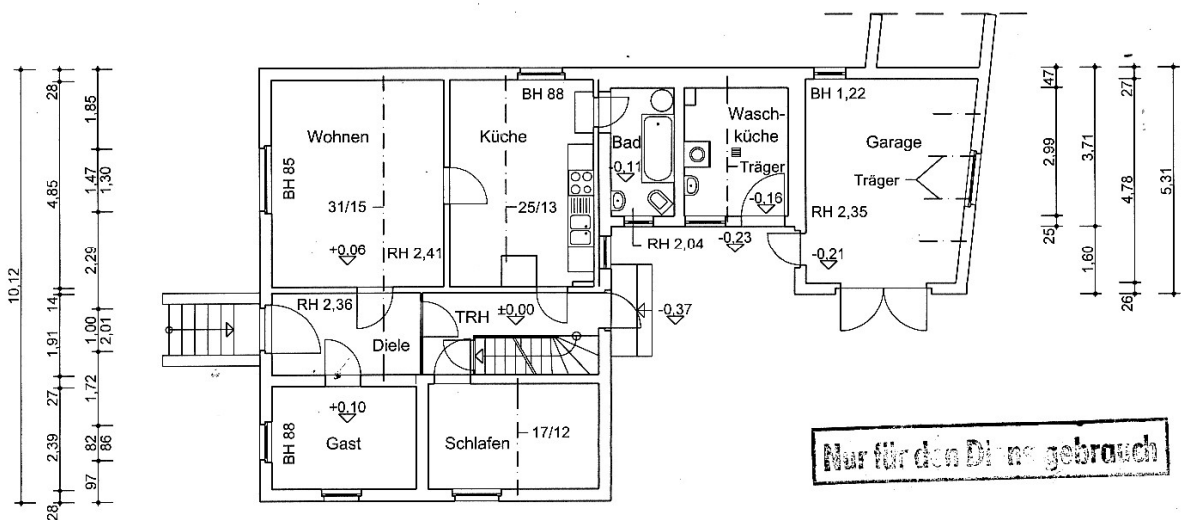 10,12
28
4,85
14
1,91
27
2,39
28
1,85
1,47
1,30
2,29
1,00
2,01
1,72
82
86
97
Wohnen
BH 85
31/15
+0,06
RH 2,41
Küche
BH 88
25/13
Bad
-0,11
RH 2,04
Wasch-
küche
Träger
-0,16
-0,23
BH 1,22
Garage
Träger
RH 2,35
-0,21
RH 2,36
Diele
TRH
±0,00
-0,37
+0,10
BH 88
Gast
Schlafen
17/12
47
2,99
25
3,71
1,60
27
4,78
26
5,31
Nur für den gebrauch